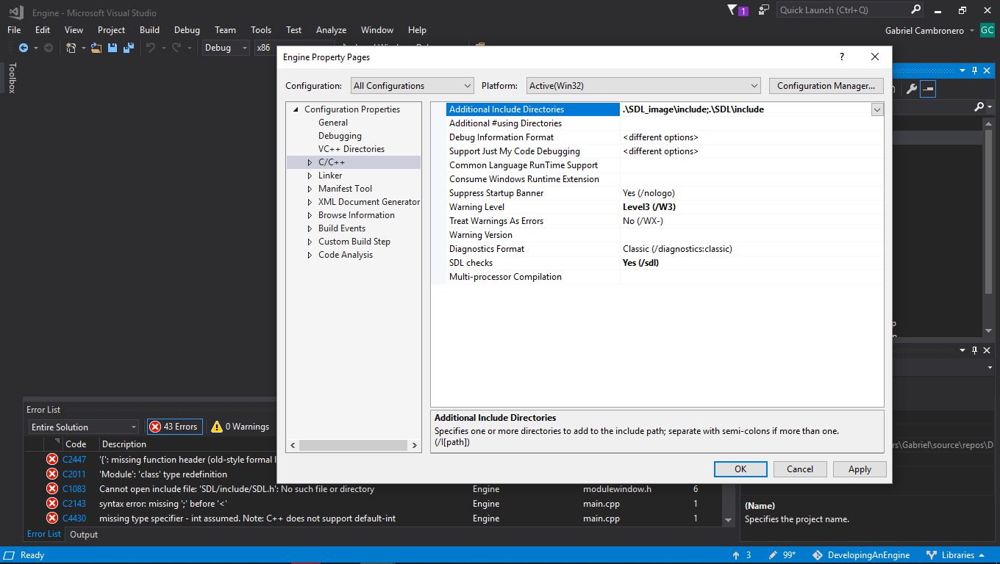 Engine - Microsoft Visual Studio
1
Quick Launch (Ctrl+Q)
File Edit View Project Build Debug Team Tools Test Analyze Window Help
Gabriel Cambronero GC
Debug x86
Toolbox
Engine Property Pages
?
Configuration: All Configurations Platform: Active(Win32) Configuration Manager...
Configuration Properties
General
Debugging
VC++ Directories
C/C++
Linker
Manifest Tool
XML Document Generator
Browse Information
Build Events
Custom Build Step
Code Analysis
Additional Include Directories .\SDL_image\include;.\SDL\include
Additional #using Directories
Debug Information Format <different options>
Support Just My Code Debugging <different options>
Common Language RunTime Support
Consume Windows Runtime Extension
Suppress Startup Banner Yes (/nologo)
Warning Level Level3 (/W3)
Treat Warnings As Errors No (/WX-)
Warning Version
Diagnostics Format Classic (/diagnostics:classic)
SDL checks Yes (/sdl)
Multi-processor Compilation
Additional Include Directories
Specifies one or more directories to add to the include path; separate with semi-colons if more than one.
(/I[path])
OK Cancel Apply
Error List
Entire Solution 43 Errors 0 Warnings
Code Description
C2447 '{': missing function header (old-style formal l
C2011 'Module': 'class' type redefinition
C1083 Cannot open include file: 'SDL/include/SDL.h': No such file or directory Engine modulewindow.h 6
C2143 syntax error: missing ';' before '<' Engine main.cpp 1
C4430 missing type specifier - int assumed. Note: C++ does not support default-int Engine main.cpp 1
Error List Output
rs\Gabriel\source\repos\D
(Name)
Specifies the project name.
Ready 3 99* DevelopingAnEngine Libraries